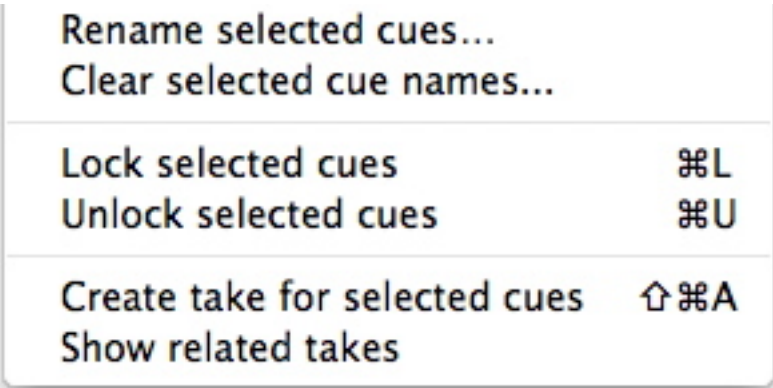 Rename selected cues...
Clear selected cue names...
Lock selected cues ⌘L
Unlock selected cues ⌘U
Create take for selected cues ⇧⌘A
Show related takes